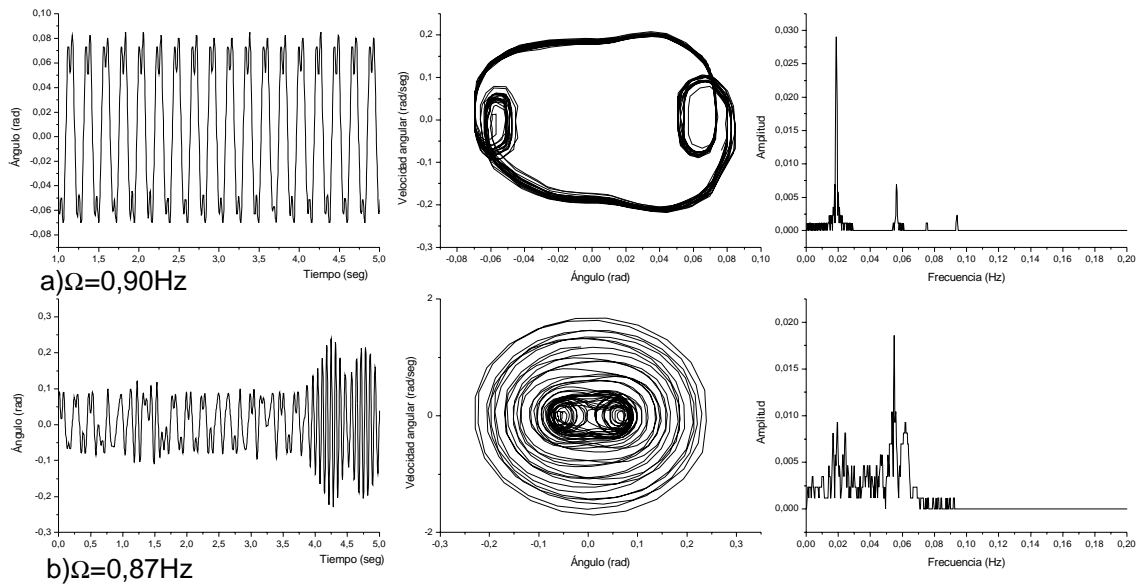 a)
0,10
0,08
0,06
0,04
0,02
0,00
-0,02
-0,04
-0,06
-0,08
Ángulo (rad)
1,0 1,5 2,0 2,5 3,0 3,5 4,0 4,5 5,0
Tiempo (seg)
0,2
0,1
0,0
-0,1
-0,2
-0,3
Velocidad angular (rad/seg)
-0,08 -0,06 -0,04 -0,02 0,00 0,02 0,04 0,06 0,08 0,10
Ángulo (rad)
0,030
0,025
0,020
0,015
0,010
0,005
0,000
Amplitud
0,00 0,02 0,04 0,06 0,08 0,10 0,12 0,14 0,16 0,18 0,20
Frecuencia (Hz)
a)Ω=0,90Hz
0,3
0,2
0,1
0,0
-0,1
-0,2
-0,3
Ángulo (rad)
0,0 0,5 1,0 1,5 2,0 2,5 3,0 3,5 4,0 4,5 5,0
Tiempo (seg)
2
1
0
-1
-2
Velocidad angular (rad/seg)
-0,3 -0,2 -0,1 0,0 0,1 0,2 0,3
Ángulo (rad)
0,020
0,015
0,010
0,005
0,000
Amplitud
0,00 0,02 0,04 0,06 0,08 0,10 0,12 0,14 0,16 0,18 0,20
Frecuencia (Hz)
b)Ω=0,87Hz